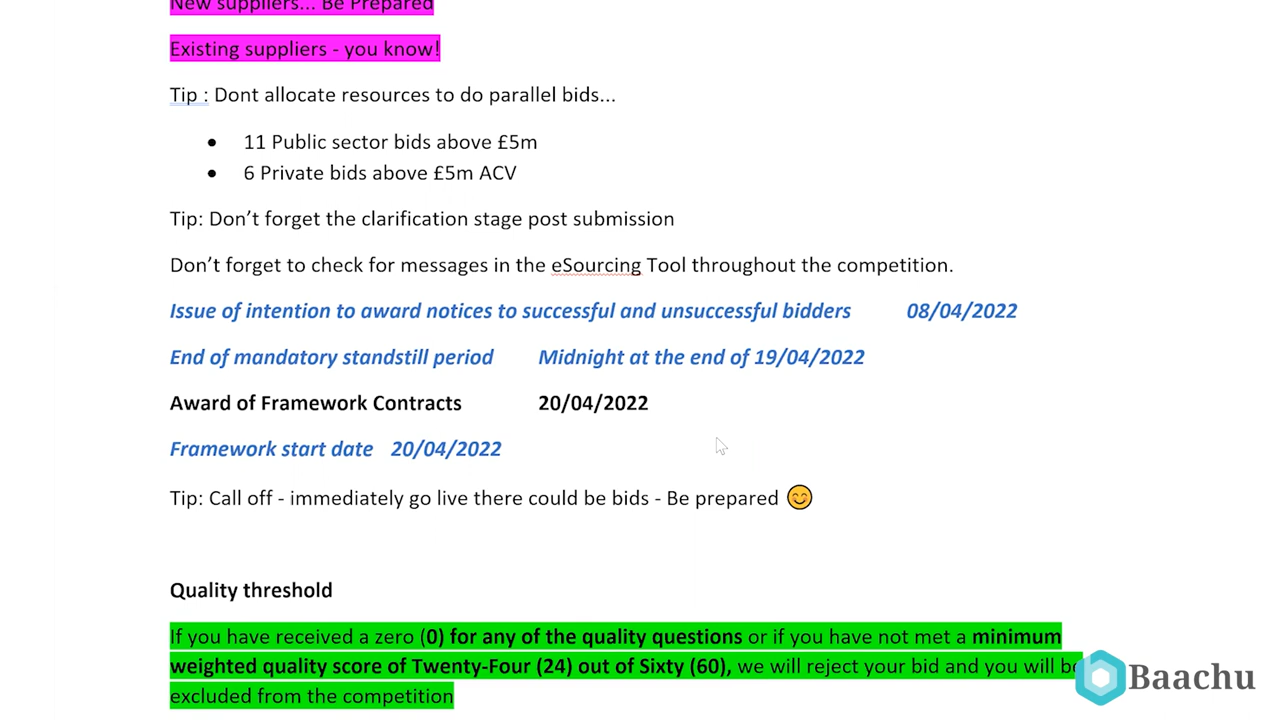 New suppliers... Be Prepared
Existing suppliers - you know!
Tip : Dont allocate resources to do parallel bids...
• 11 Public sector bids above £5m
• 6 Private bids above £5m ACV
Tip: Don’t forget the clarification stage post submission
Don’t forget to check for messages in the eSourcing Tool throughout the competition.
Issue of intention to award notices to successful and unsuccessful bidders 08/04/2022
End of mandatory standstill period Midnight at the end of 19/04/2022
Award of Framework Contracts 20/04/2022
Framework start date 20/04/2022
Tip: Call off - immediately go live there could be bids - Be prepared 😊
Quality threshold
If you have received a zero (0) for any of the quality questions or if you have not met a minimum
weighted quality score of Twenty-Four (24) out of Sixty (60), we will reject your bid and you will be
excluded from the competition
Baachu